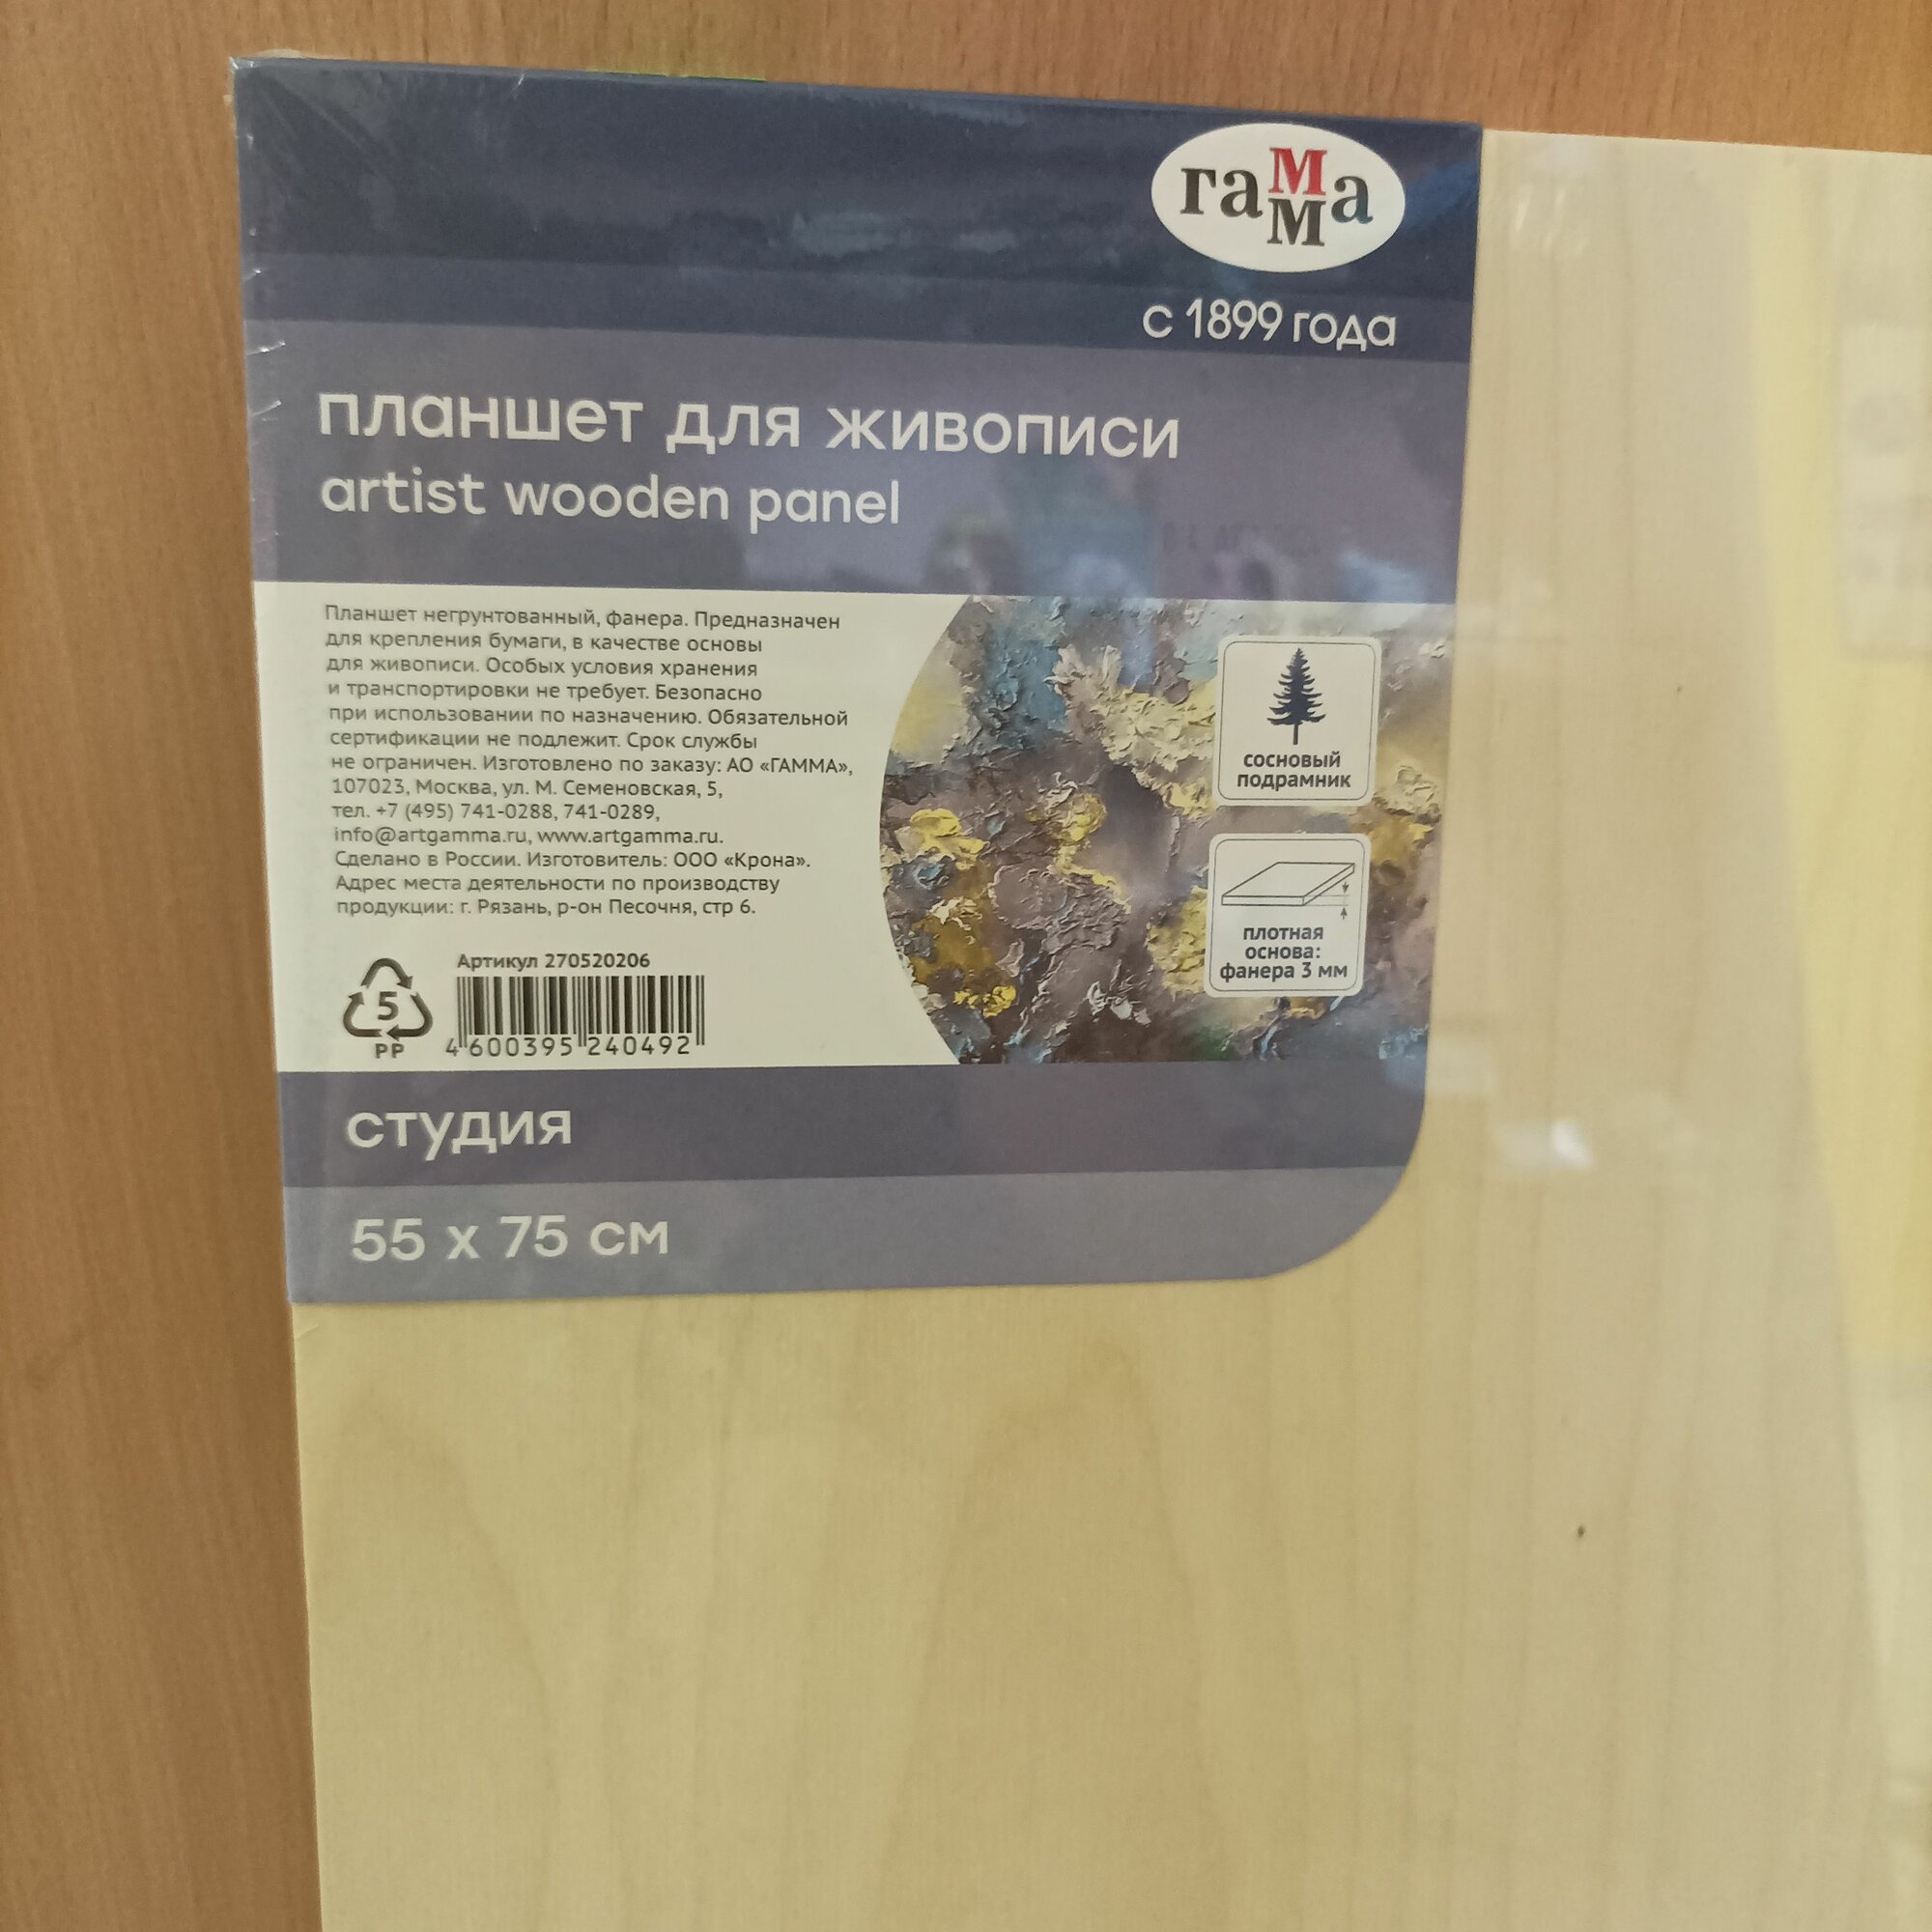 гамма
с 1899 года
планшет для живописи
artist wooden panel
Планшет негрунтованный, фанера. Предназначен
для крепления бумаги, в качестве основы
для живописи. Особых условия хранения
и транспортировки не требует. Безопасно
при использовании по назначению. Обязательной
сертификации не подлежит. Срок службы
не ограничен. Изготовлено по заказу: АО «ГАММА»,
107023, Москва, ул. М. Семеновская, 5,
тел. +7 (495) 741-0288, 741-0289,
info@artgamma.ru, www.artgamma.ru.
Сделано в России. Изготовитель: ООО «Крона».
Адрес места деятельности по производству
продукции: г. Рязань, р-он Песочня, стр 6.
сосновый
подрамник
плотная
основа:
фанера 3 мм
Артикул 270520206
5
PP
4 600395 240492
студия
55 x 75 см